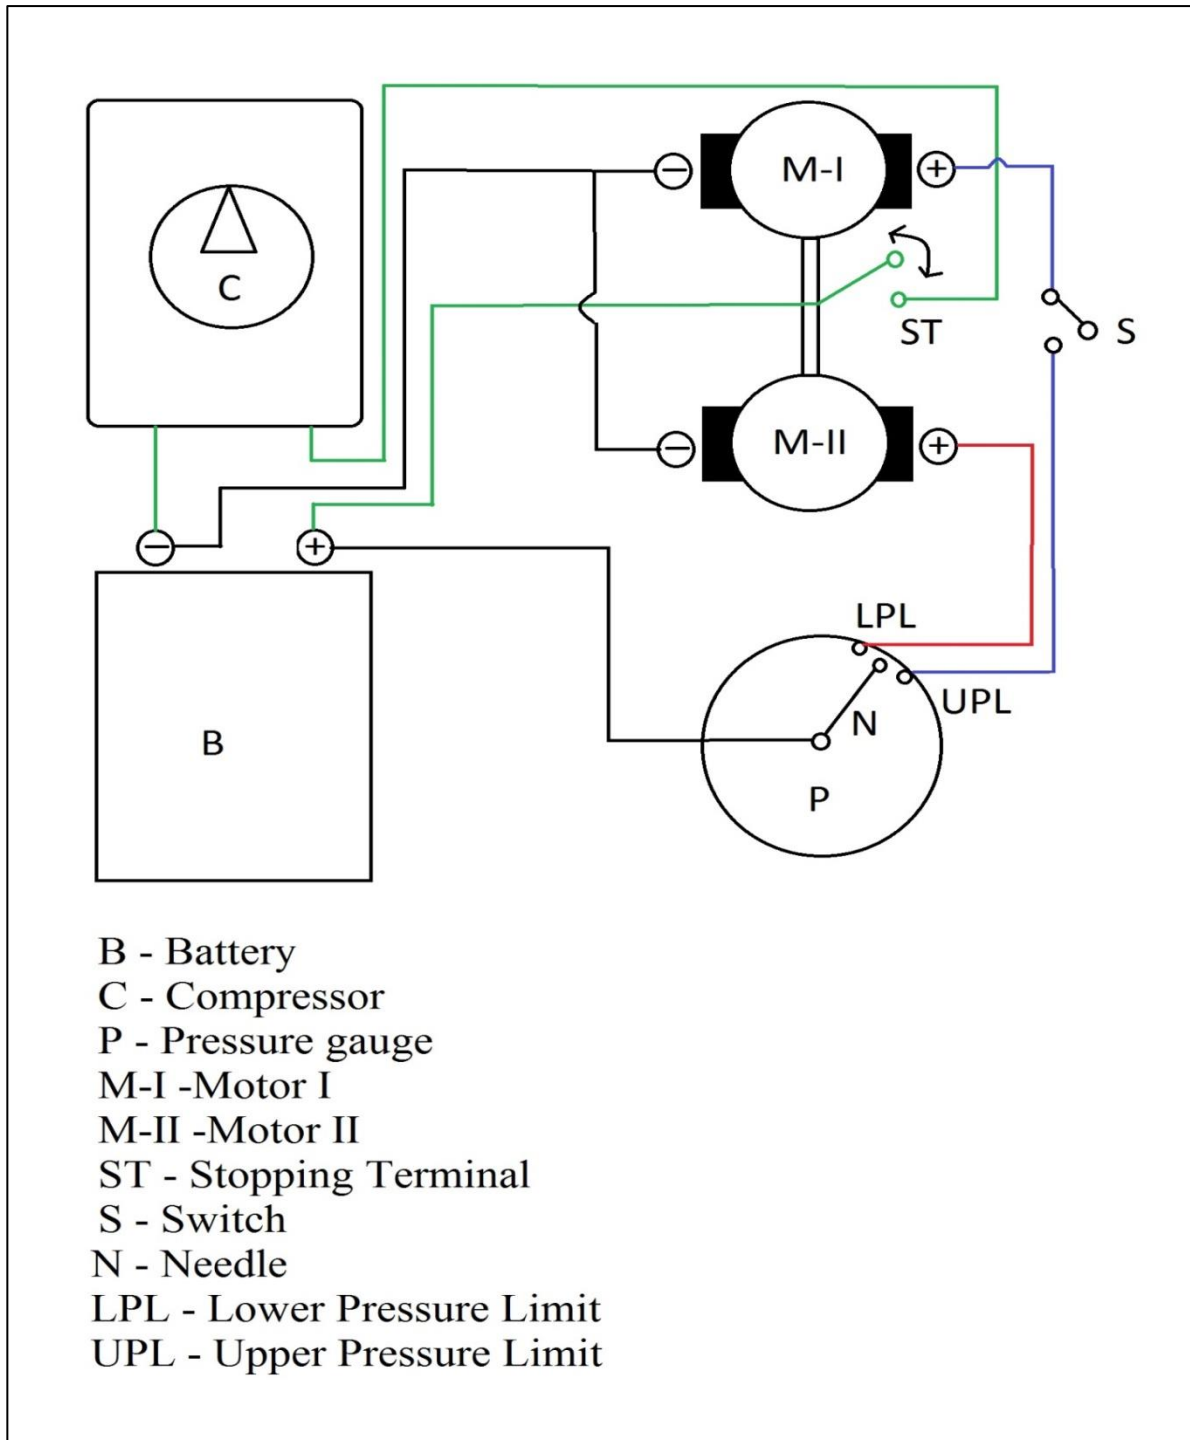 C
M-I
ST
S
M-II
LPL
UPL
N
P
B
B - Battery
C - Compressor
P - Pressure gauge
M-I -Motor I
M-II -Motor II
ST - Stopping Terminal
S - Switch
N - Needle
LPL - Lower Pressure Limit
UPL - Upper Pressure Limit